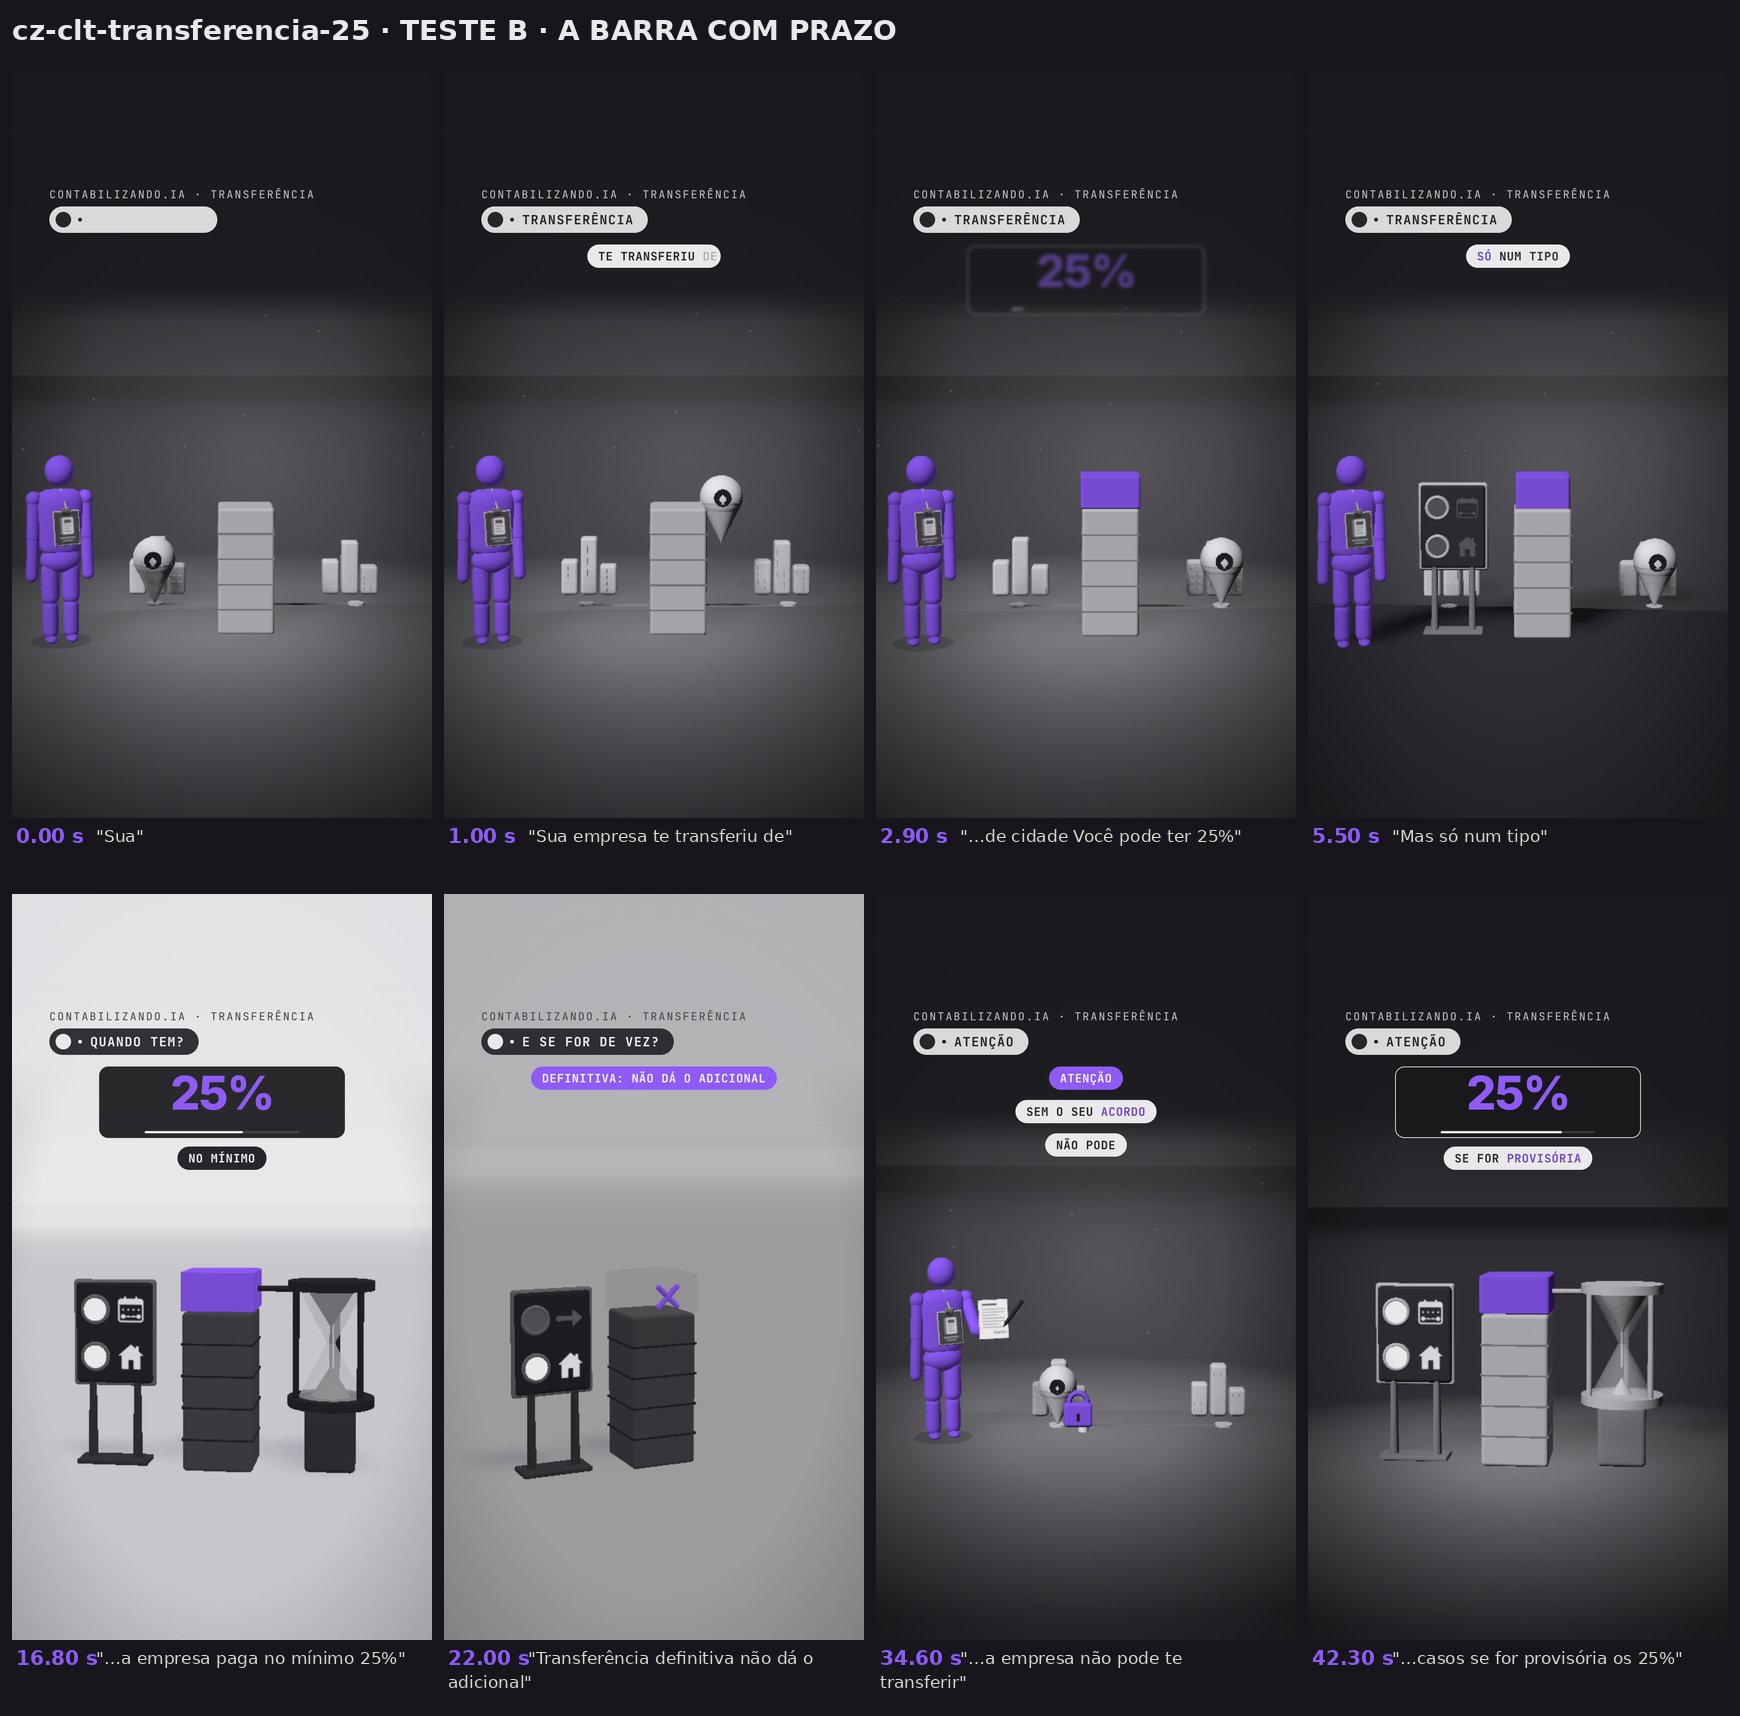 cz-clt-transferencia-25 · TESTE B · A BARRA COM PRAZO
CONTABILIZANDO.IA · TRANSFERÊNCIA
•
0.00 s "Sua"
CONTABILIZANDO.IA · TRANSFERÊNCIA
• TRANSFERÊNCIA
TE TRANSFERIU DE
1.00 s "Sua empresa te transferiu de"
CONTABILIZANDO.IA · TRANSFERÊNCIA
• TRANSFERÊNCIA
25%
2.90 s "...de cidade Você pode ter 25%"
CONTABILIZANDO.IA · TRANSFERÊNCIA
• TRANSFERÊNCIA
SÓ NUM TIPO
5.50 s "Mas só num tipo"
CONTABILIZANDO.IA · TRANSFERÊNCIA
• QUANDO TEM?
25%
NO MÍNIMO
16.80 s "...a empresa paga no mínimo 25%"
CONTABILIZANDO.IA · TRANSFERÊNCIA
• E SE FOR DE VEZ?
DEFINITIVA: NÃO DÁ O ADICIONAL
22.00 s "Transferência definitiva não dá o
adicional"
CONTABILIZANDO.IA · TRANSFERÊNCIA
• ATENÇÃO
ATENÇÃO
SEM O SEU ACORDO
NÃO PODE
34.60 s "...a empresa não pode te
transferir"
CONTABILIZANDO.IA · TRANSFERÊNCIA
• ATENÇÃO
25%
SE FOR PROVISÓRIA
42.30 s "...casos se for provisória os 25%"